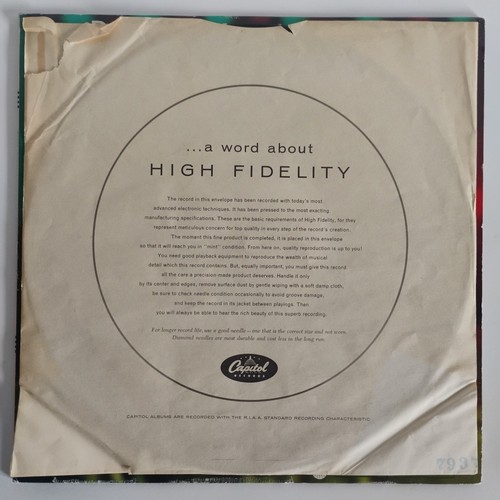 ...a word about
HIGH FIDELITY
The record in this envelope has been recorded with today's most
advanced electronic techniques. It has been pressed to the most exacting
manufacturing specifications. These are the basic requirements of High Fidelity, for they
represent meticulous concern for top quality in every step of the record's creation.
The moment this fine product is completed, it is placed in this envelope
so that it will reach you in "mint" condition. From here on, quality reproduction is up to you!
You need good playback equipment to reproduce the wealth of musical
detail which this record contains. But, equally important, you must give this record
all the care a precision-made product deserves. Handle it only
by its center and edges, remove surface dust by gentle wiping with a soft damp cloth,
be sure to check needle condition occasionally to avoid groove damage,
and keep the record in its jacket between playings. Then
you will always be able to hear the rich beauty of this superb recording.
For longer record life, use a good needle—one that is the correct size and not worn.
Diamond needles are most durable and cost less in the long run.
Capitol
RECORDS
CAPITOL ALBUMS ARE RECORDED WITH THE R.I.A.A. STANDARD RECORDING CHARACTERISTIC.
7937